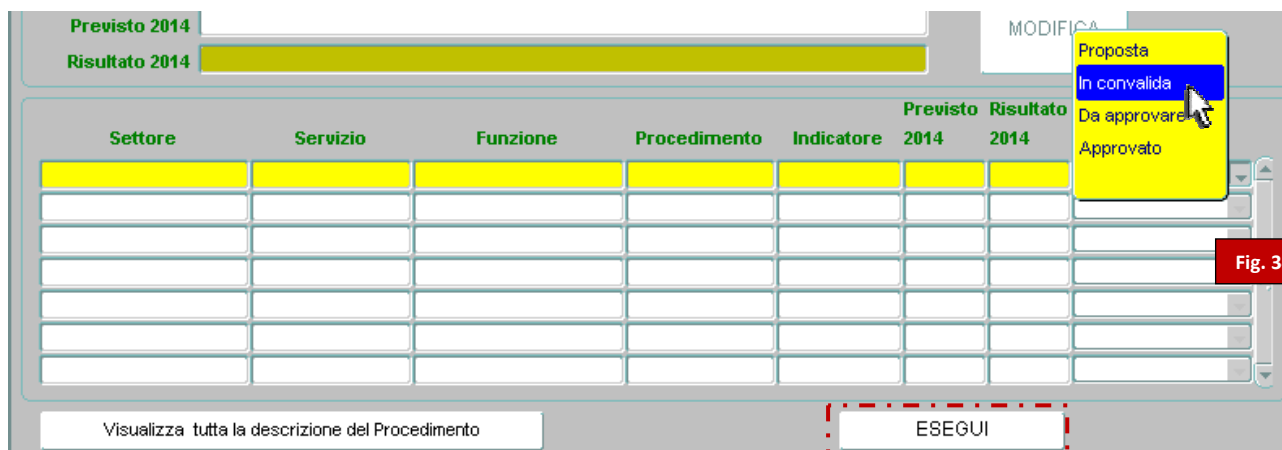 Previsto 2014
MODIFICA
Risultato 2014
Proposta
In convalida
Da approvare
Approvato
Settore Servizio Funzione Procedimento Indicatore Previsto 2014 Risultato 2014
Fig. 3
Visualizza tutta la descrizione del Procedimento
ESEGUI